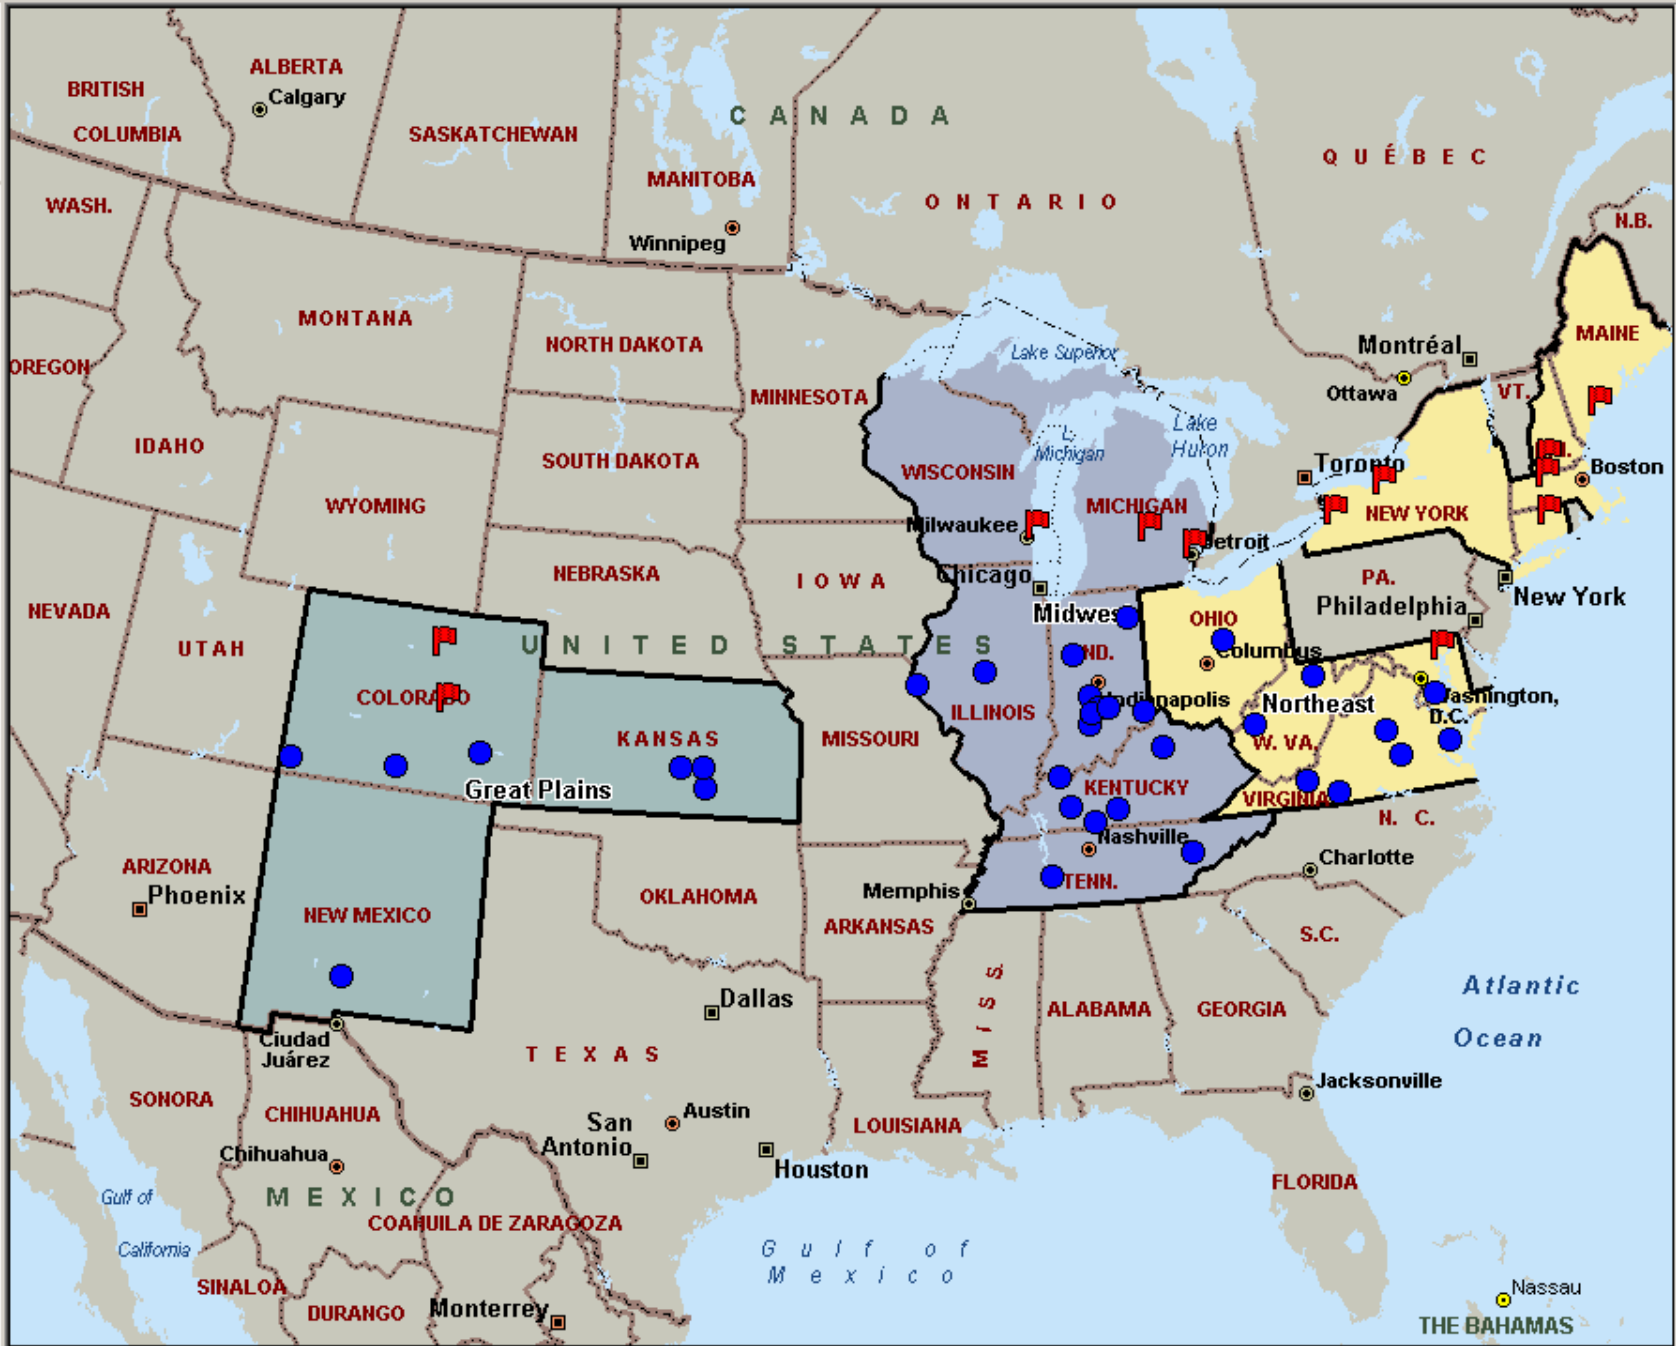 ALBERTA
Calgary
BRITISH
COLUMBIA
SASKATCHEWAN
CANADA
MANITOBA
Winnipeg
ONTARIO
QUÉBEC
N.B.
WASH.
MONTANA
NORTH DAKOTA
Lake Superior
Montréal
MAINE
OREGON
MINNESOTA
Ottawa
VT.
IDAHO
SOUTH DAKOTA
L.
Michigan
Lake
Huron
WISCONSIN
Toronto
Boston
WYOMING
MICHIGAN
NEW YORK
Milwaukee
Detroit
NEBRASKA
IOWA
Chicago
PA.
New York
NEVADA
Midwest
OHIO
Philadelphia
UTAH
UNITED STATES
IND.
Columbus
COLORADO
Indianapolis
Northeast
Washington,
D.C.
ILLINOIS
KANSAS
MISSOURI
W. VA.
Great Plains
KENTUCKY
VIRGINIA
N. C.
Nashville
Charlotte
ARIZONA
Phoenix
OKLAHOMA
Memphis
TENN.
NEW MEXICO
ARKANSAS
S.C.
MISS.
Dallas
ALABAMA
GEORGIA
Atlantic
Ocean
Ciudad
Juárez
TEXAS
SONORA
CHIHUAHUA
Austin
Jacksonville
San
Antonio
LOUISIANA
Chihuahua
Houston
FLORIDA
Gulf of
California
MEXICO
COAHUILA DE ZARAGOZA
Gulf of
Mexico
SINALOA
DURANGO
Monterrey
Nassau
THE BAHAMAS